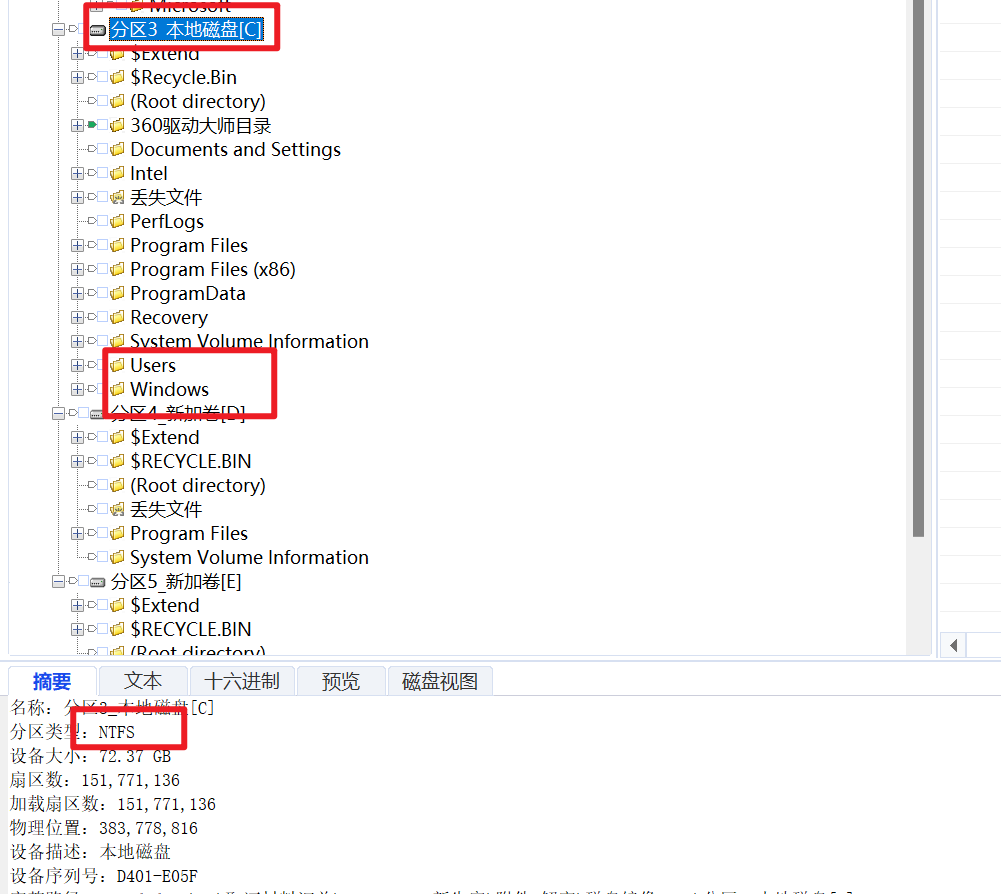 Microsoft
分区3_本地磁盘[C]
$Extend
$Recycle.Bin
(Root directory)
360驱动大师目录
Documents and Settings
Intel
丢失文件
PerfLogs
Program Files
Program Files (x86)
ProgramData
Recovery
System Volume Information
Users
Windows
分区4_新加卷[D]
$Extend
$RECYCLE.BIN
(Root directory)
丢失文件
Program Files
System Volume Information
分区5_新加卷[E]
$Extend
$RECYCLE.BIN
(Root directory)
摘要 文本 十六进制 预览 磁盘视图
名称: 分区3_本地磁盘[C]
分区类型: NTFS
设备大小: 72.37 GB
扇区数: 151,771,136
加载扇区数: 151,771,136
物理位置: 383,778,816
设备描述: 本地磁盘
设备序列号: D401-E05F